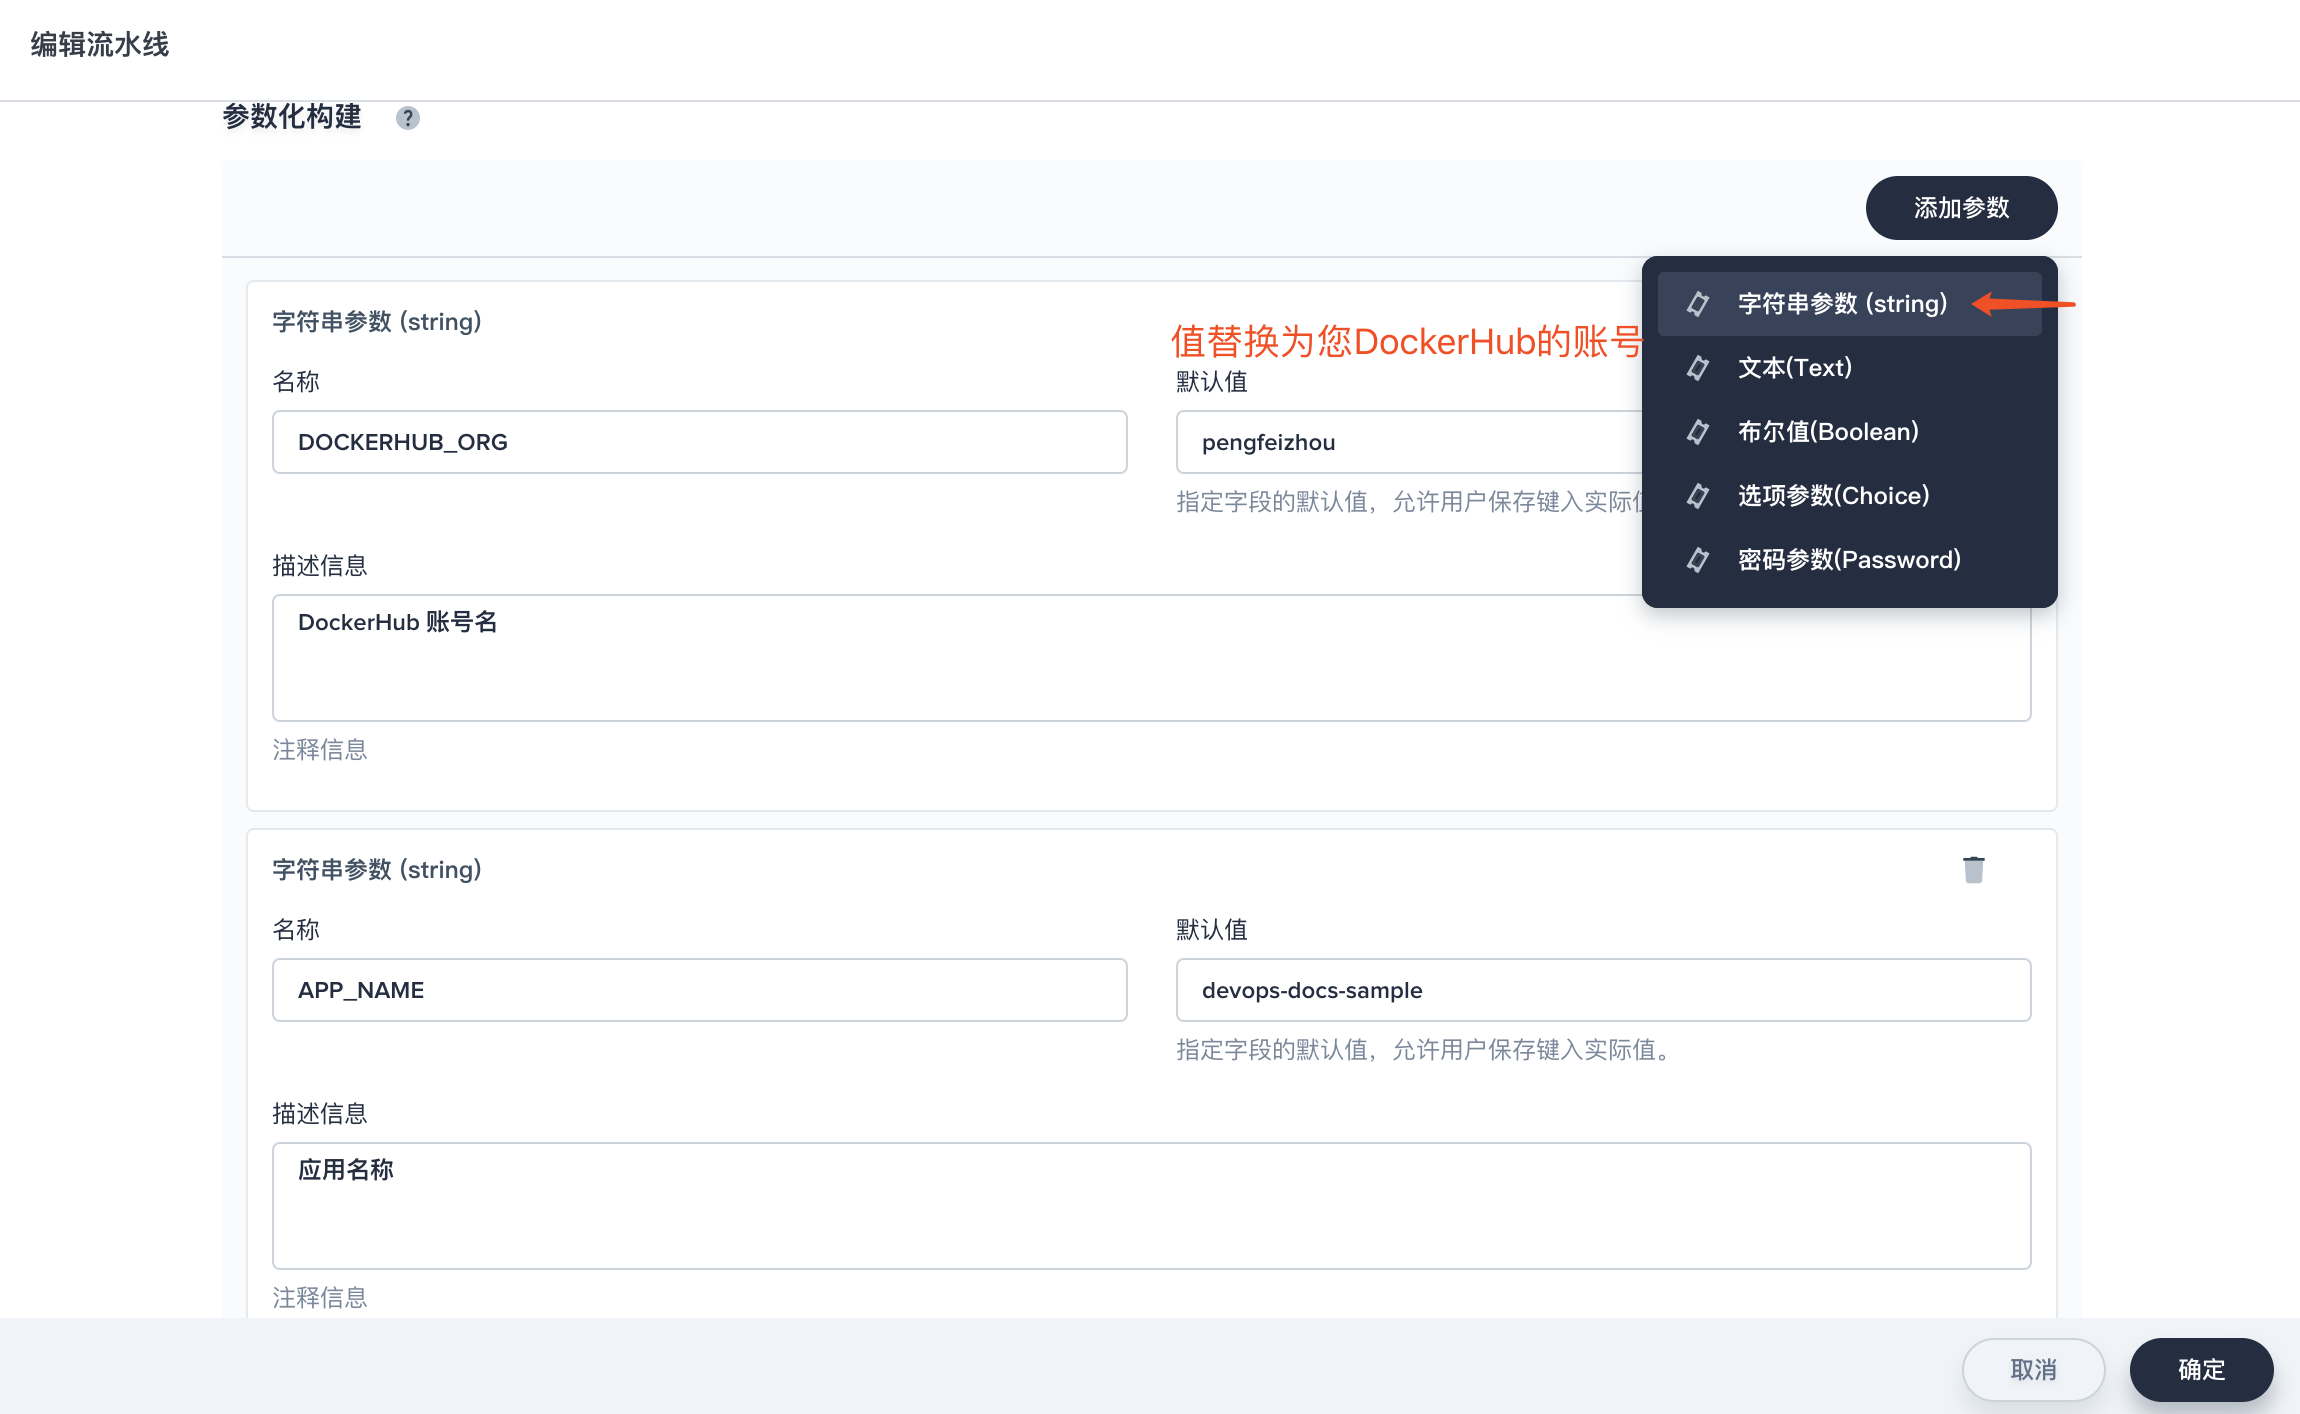 编辑流水线
参数化构建 ?
添加参数
字符串参数 (string)
文本(Text)
布尔值(Boolean)
选项参数(Choice)
密码参数(Password)
字符串参数 (string)
值替换为您DockerHub的账号
名称
默认值
DOCKERHUB_ORG
pengfeizhou
指定字段的默认值，允许用户保存键入实际
描述信息
DockerHub 账号名
注释信息
字符串参数 (string)
名称
默认值
APP_NAME
devops-docs-sample
指定字段的默认值，允许用户保存键入实际值。
描述信息
应用名称
注释信息
取消
确定